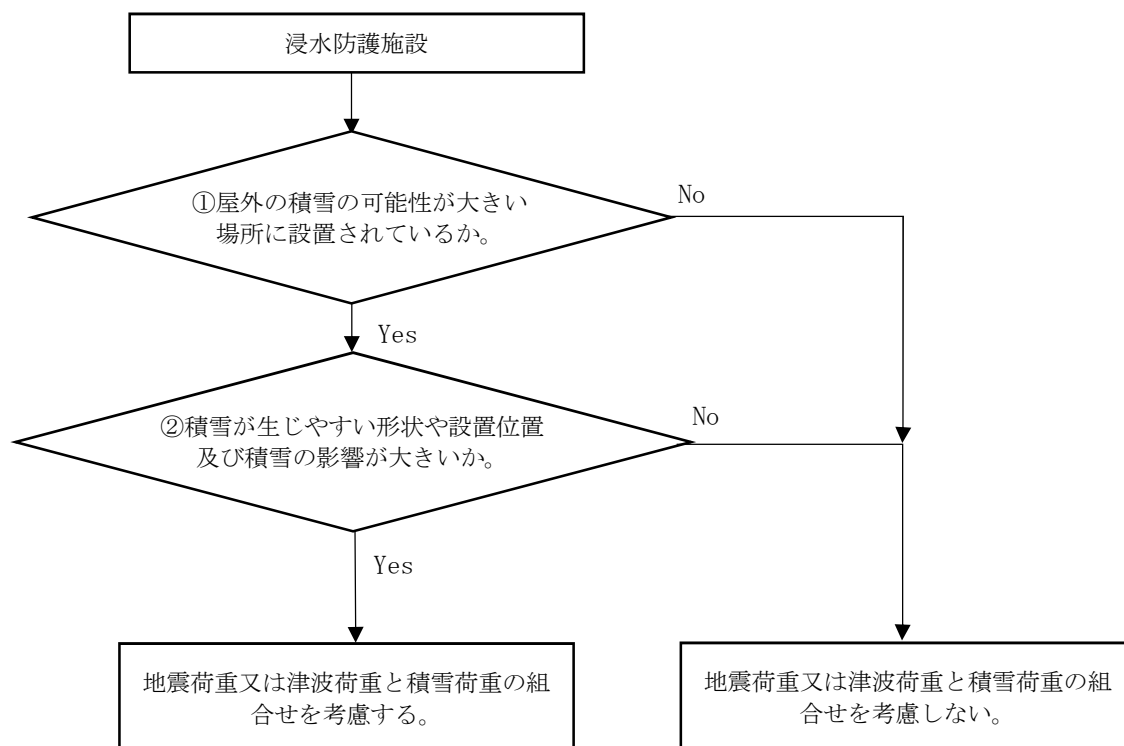 浸水防護施設
①屋外の積雪の可能性が大きい
場所に設置されているか。
No
Yes
②積雪が生じやすい形状や設置位置
及び積雪の影響が大きいか。
No
Yes
地震荷重又は津波荷重と積雪荷重の組
合せを考慮する。
地震荷重又は津波荷重と積雪荷重の組
合せを考慮しない。